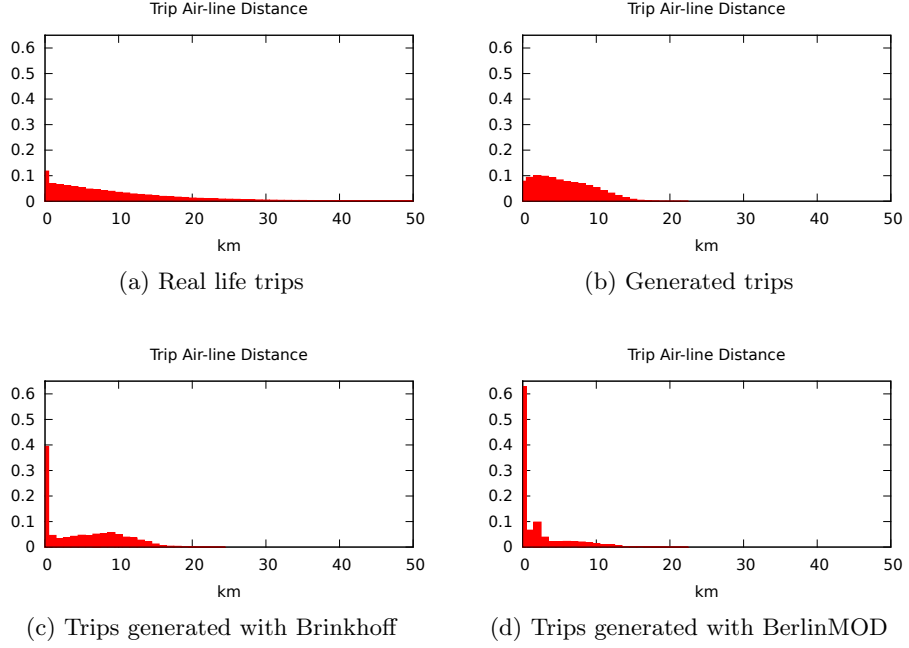 Trip Air-line Distance
0.6
0.5
0.4
0.3
0.2
0.1
0
0 10 20 30 40 50
km
(a) Real life trips
Trip Air-line Distance
0.6
0.5
0.4
0.3
0.2
0.1
0
0 10 20 30 40 50
km
(b) Generated trips
Trip Air-line Distance
0.6
0.5
0.4
0.3
0.2
0.1
0
0 10 20 30 40 50
km
(c) Trips generated with Brinkhoff
Trip Air-line Distance
0.6
0.5
0.4
0.3
0.2
0.1
0
0 10 20 30 40 50
km
(d) Trips generated with BerlinMOD